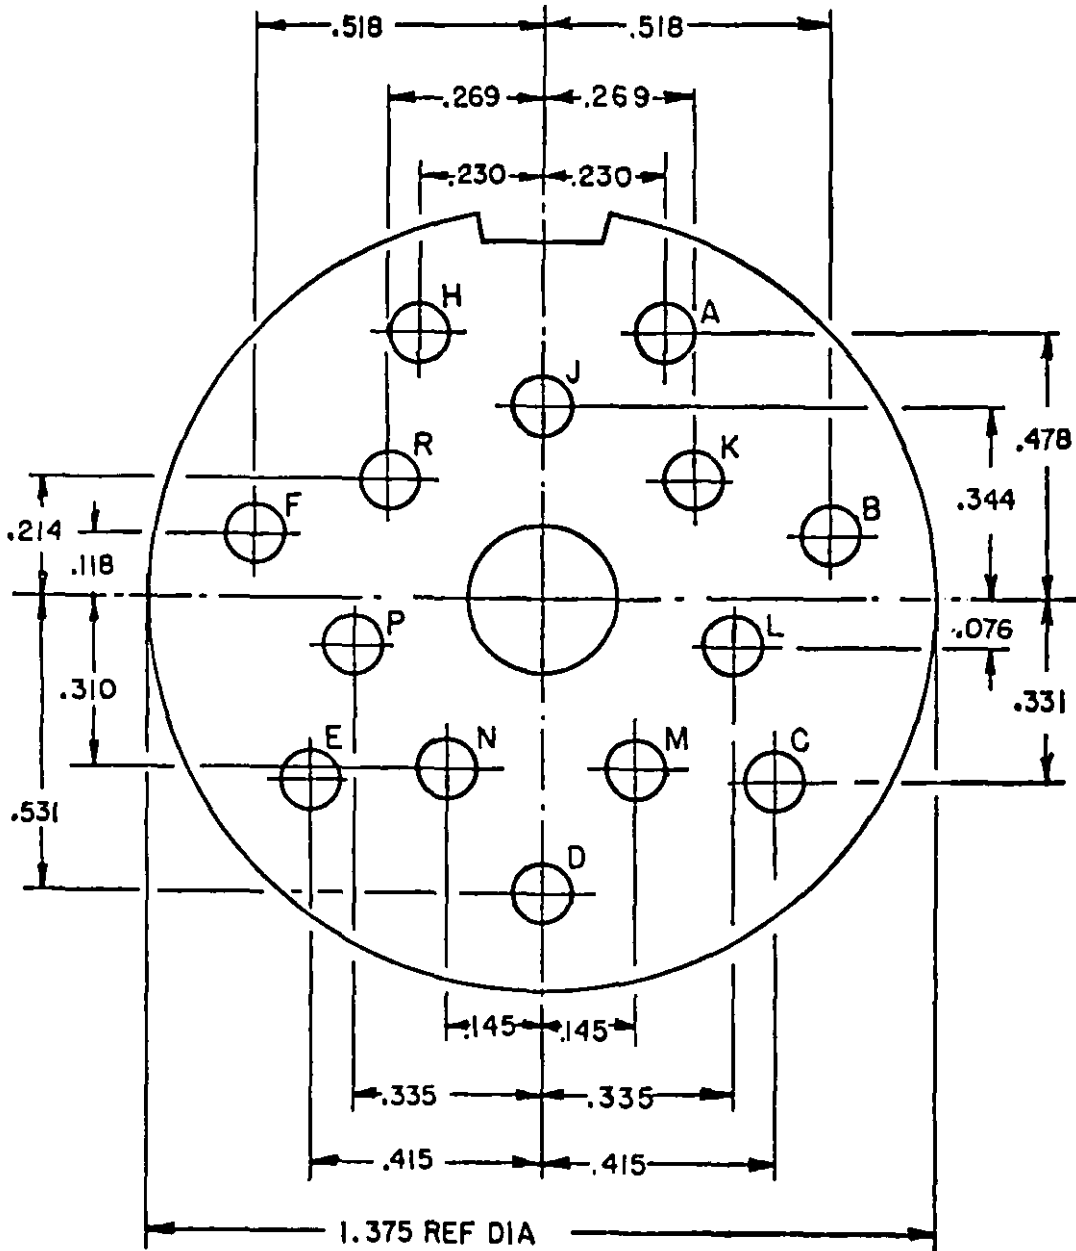 .518 .518
.269 .269
.230 .230
H A
J
.478
R K
.344
F B
.214
.118
P L .076
.310
.331
E N M C
.531
D
.145 .145
.335 .335
.415 .415
1.375 REF DIA